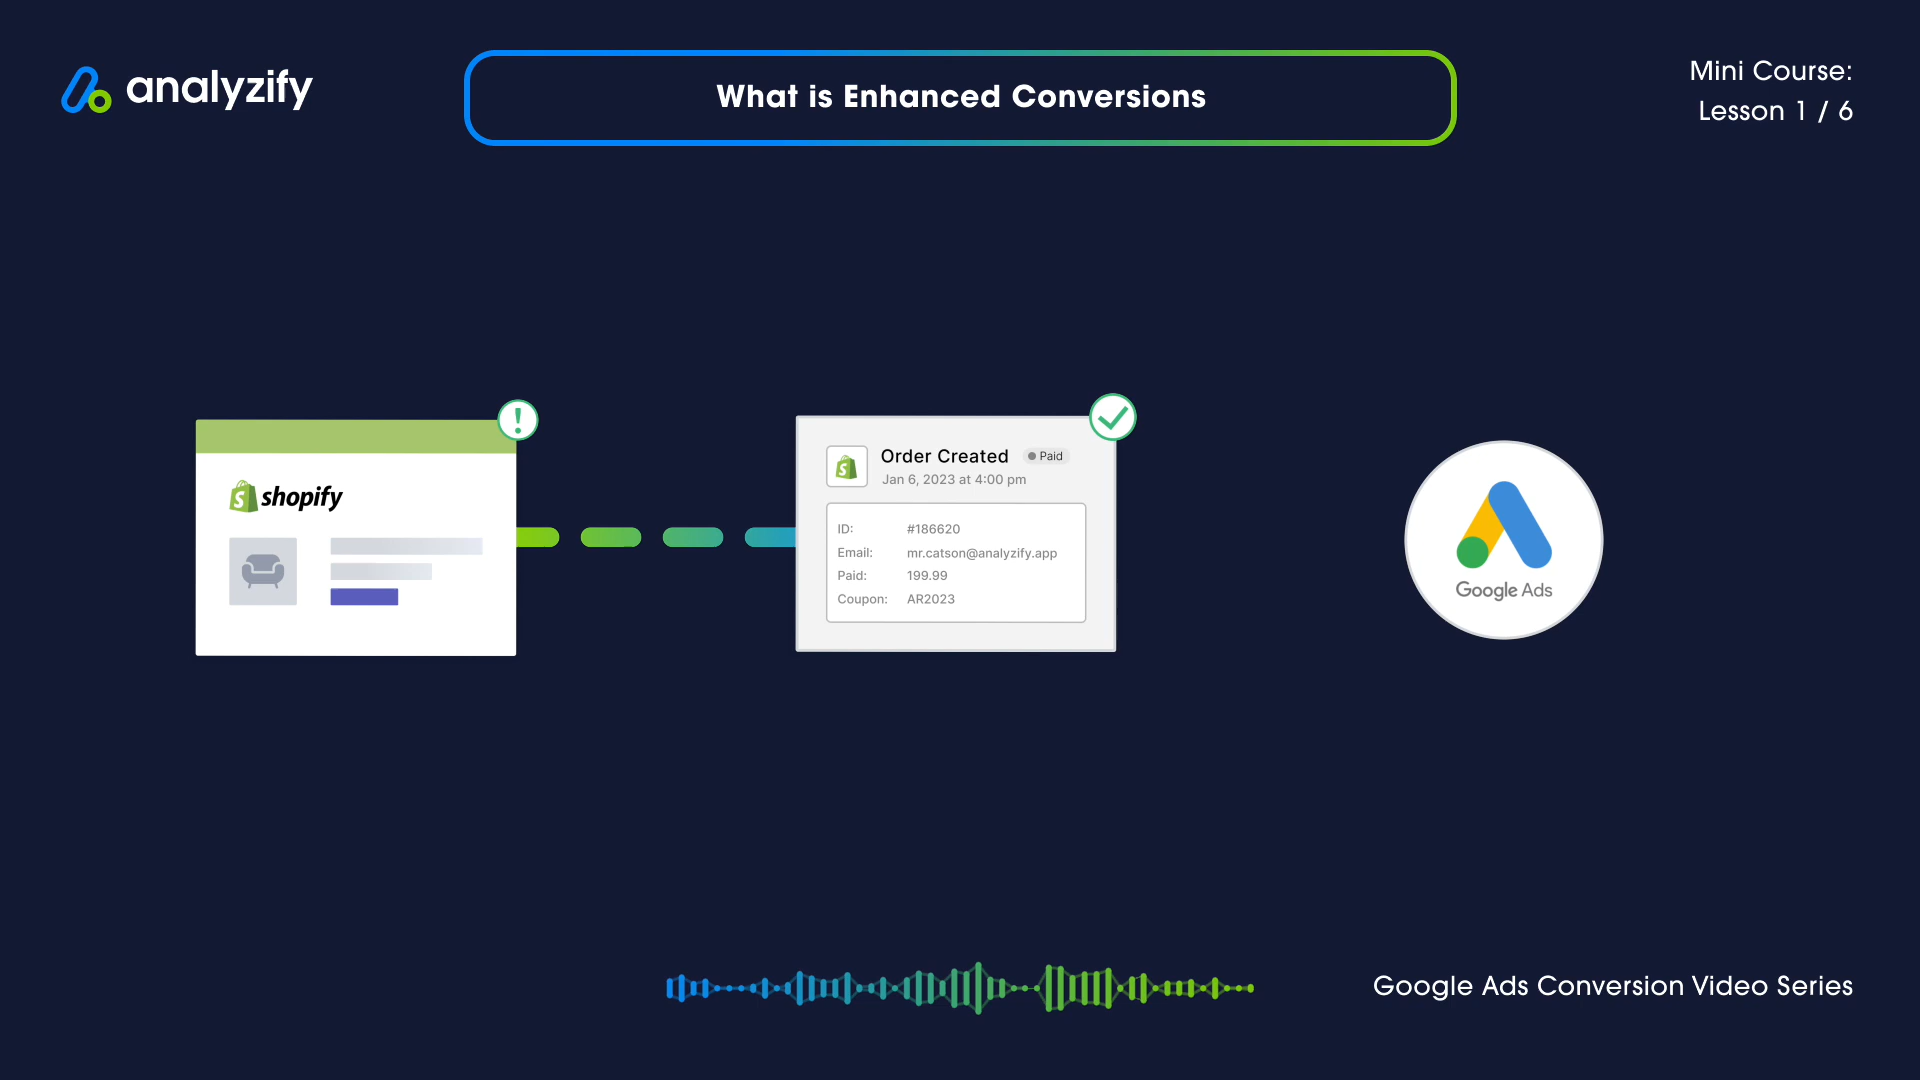 analyzify
What is Enhanced Conversions
Mini Course:
Lesson 1 / 6
shopify
Order Created
Paid
Jan 6, 2023 at 4:00 pm
ID: #186620
Email: mr.catson@analyzify.app
Paid: 199.99
Coupon: AR2023
Google Ads
Google Ads Conversion Video Series